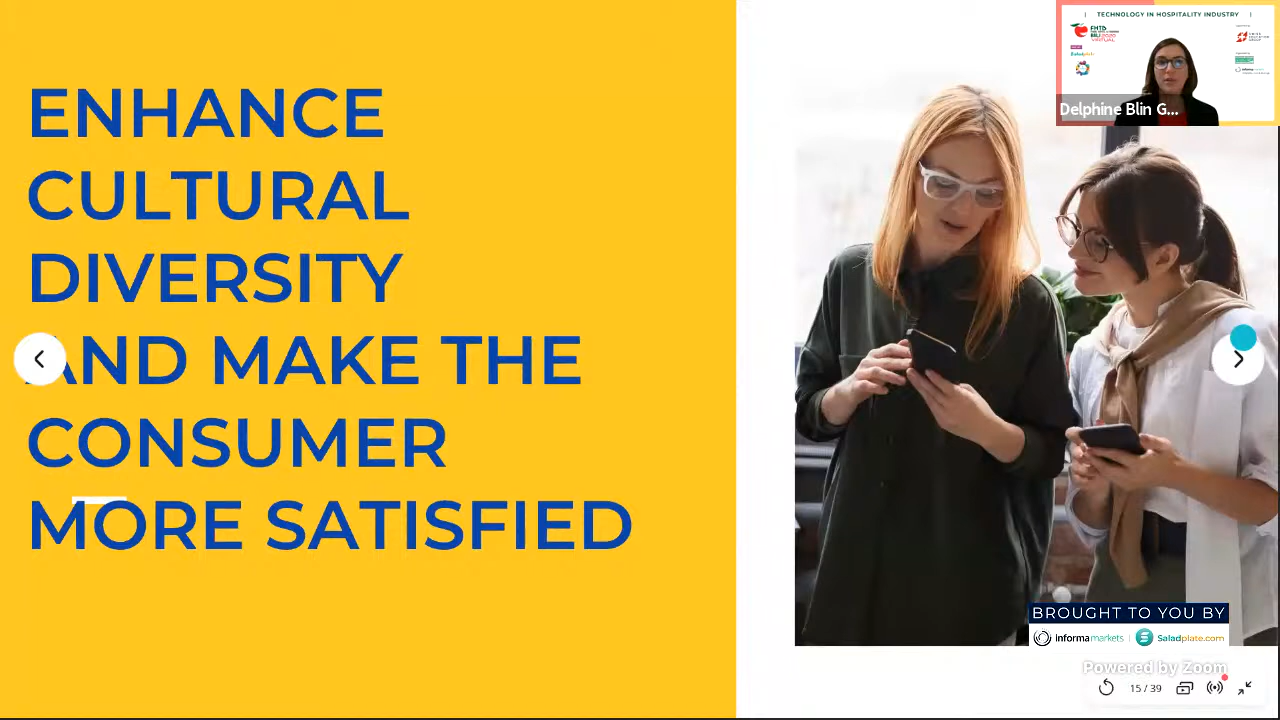 ENHANCE
CULTURAL
DIVERSITY
AND MAKE THE
CONSUMER
MORE SATISFIED
TECHNOLOGY IN HOSPITALITY INDUSTRY
Delphine Blin G...
BROUGHT TO YOU BY
informa markets | Saladplate.com
Powered by Zoom
15 / 39